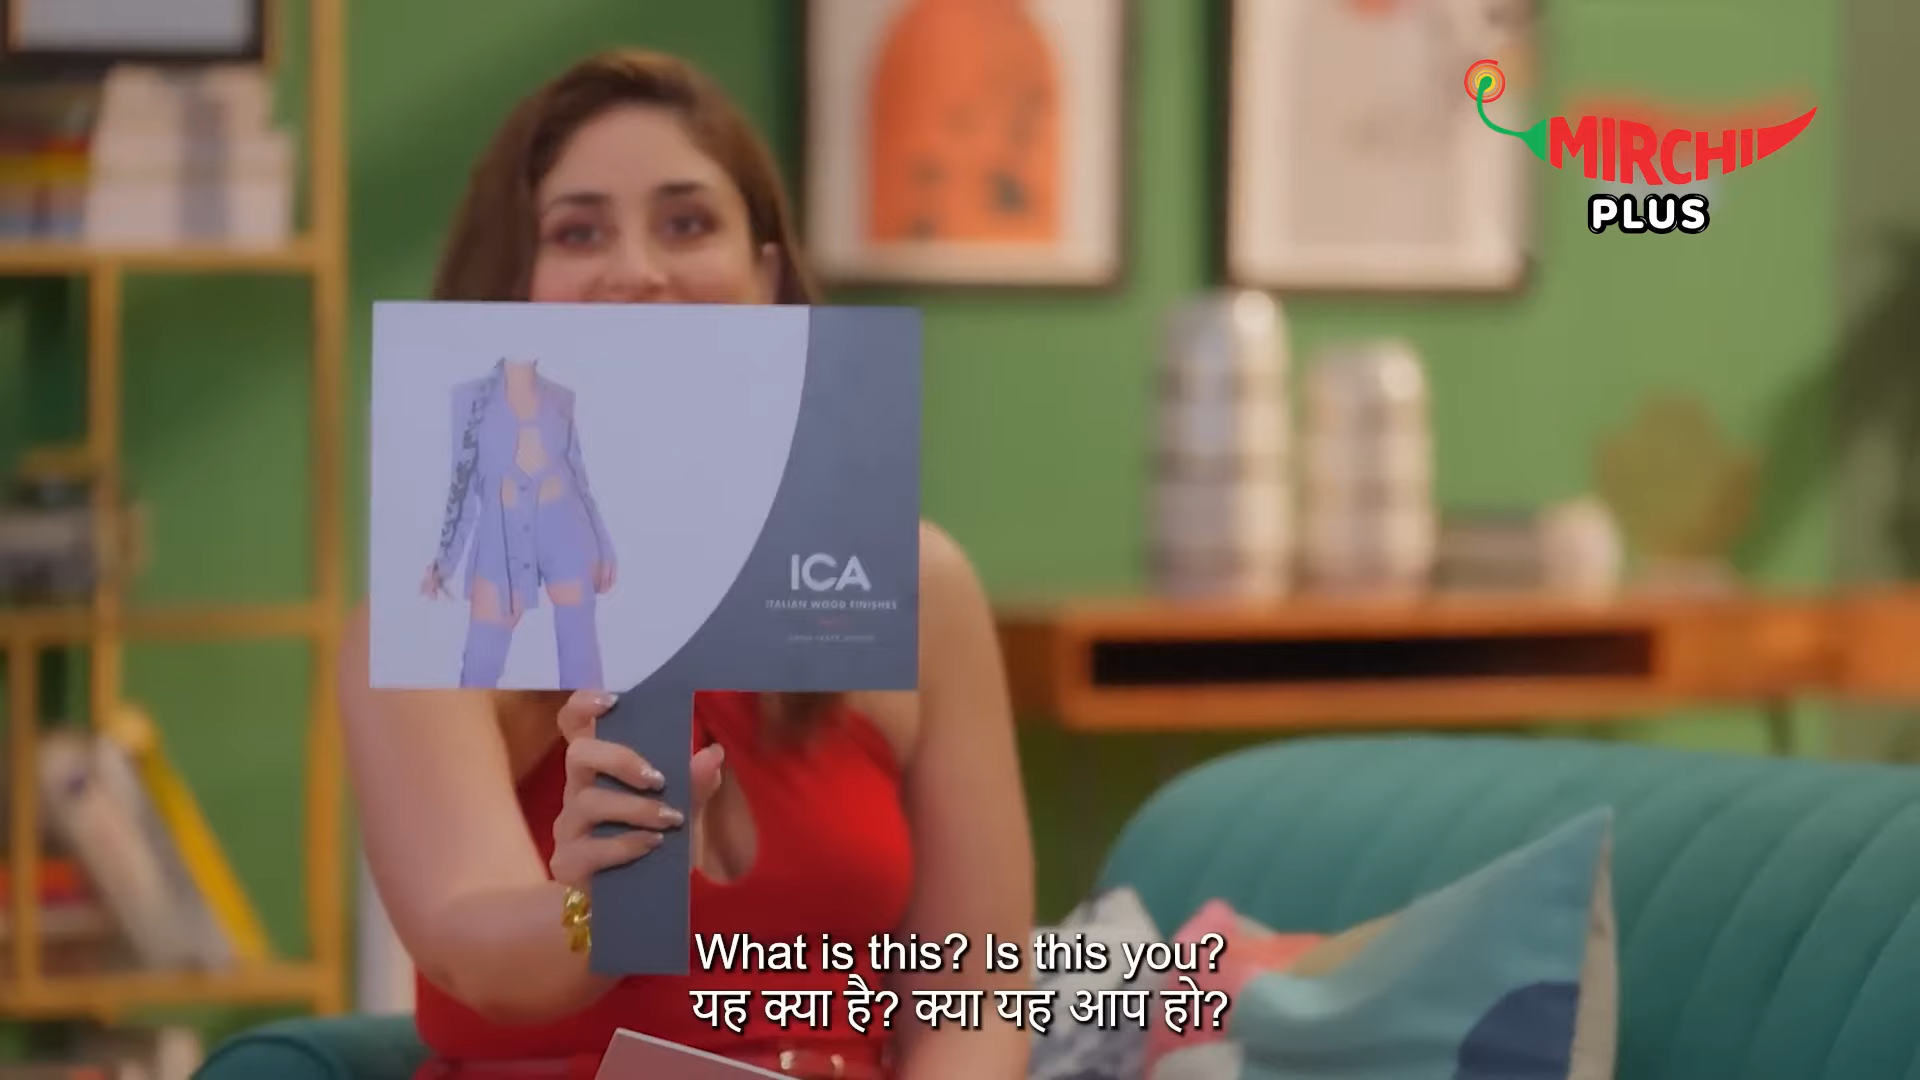 MIRCHI
PLUS
ICA
ITALIAN WOOD FINISHES
What is this? Is this you?
यह क्या है? क्या यह आप हो?